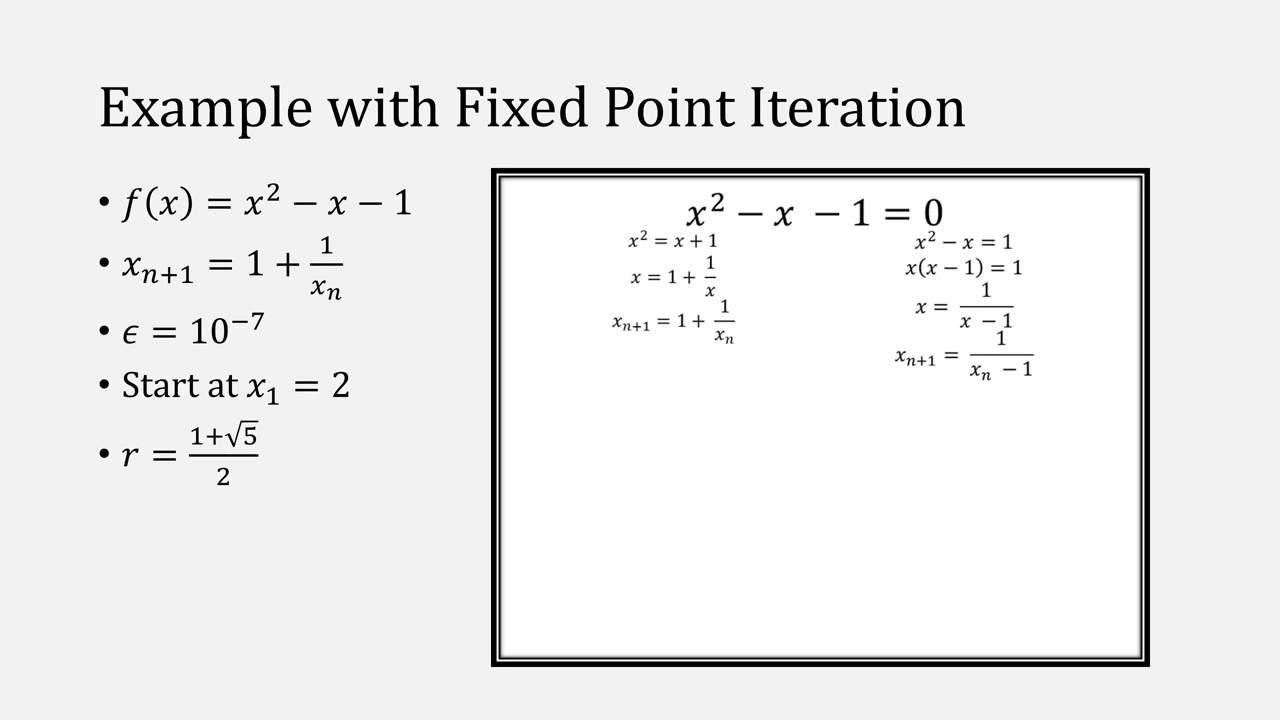 Example with Fixed Point Iteration
• f(x) = x² − x − 1
• xₙ₊₁ = 1 + 1/xₙ
• ϵ = 10⁻⁷
• Start at x₁ = 2
• r = (1+√5)/2
x² − x − 1 = 0
x² = x + 1
x = 1 + 1/x
xₙ₊₁ = 1 + 1/xₙ
x² − x = 1
x(x − 1) = 1
x = 1/(x − 1)
xₙ₊₁ = 1/(xₙ − 1)